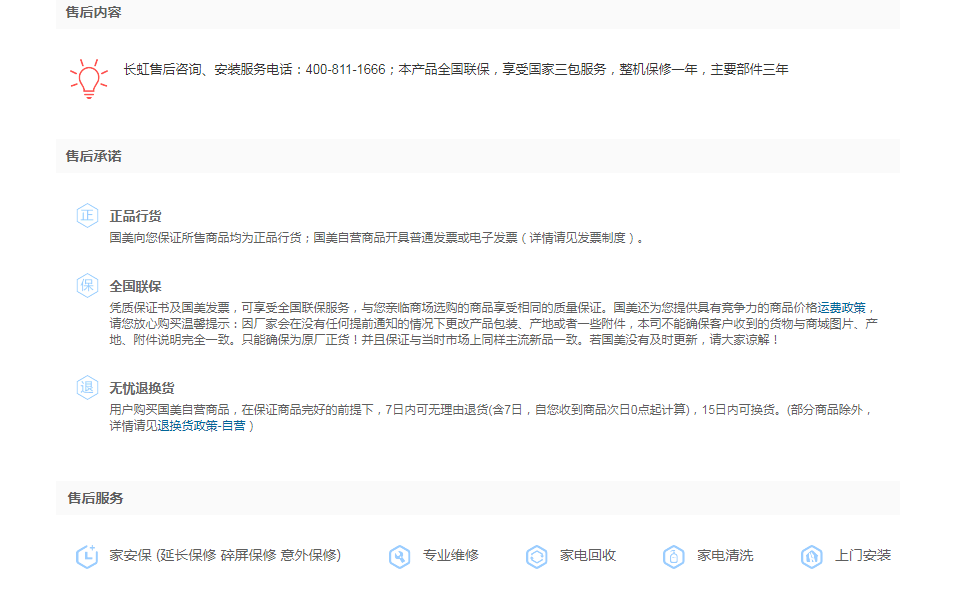 售后内容
长虹售后咨询、安装服务电话：400-811-1666；本产品全国联保，享受国家三包服务，整机保修一年，主要部件三年
售后承诺
正 正品行货
国美向您保证所售商品均为正品行货；国美自营商品开具普通发票或电子发票（详情请见发票制度）。
保 全国联保
凭质保证书及国美发票，可享受全国联保服务，与您亲临商场选购的商品享受相同的质量保证。国美还为您提供具有竞争力的商品价格运费政策，
请您放心购买温馨提示：因厂家会在没有任何提前通知的情况下更改产品包装、产地或者一些附件，本司不能确保客户收到的货物与商城图片、产
地、附件说明完全一致。只能确保为原厂正货！并且保证与当时市场上同样主流新品一致。若国美没有及时更新，请大家谅解！
退 无忧退换货
用户购买国美自营商品，在保证商品完好的前提下，7日内可无理由退货(含7日，自您收到商品次日0点起计算)，15日内可换货。(部分商品除外，
详情请见退换货政策-自营）
售后服务
家安保 (延长保修 碎屏保修 意外保修) 专业维修 家电回收 家电清洗 上门安装